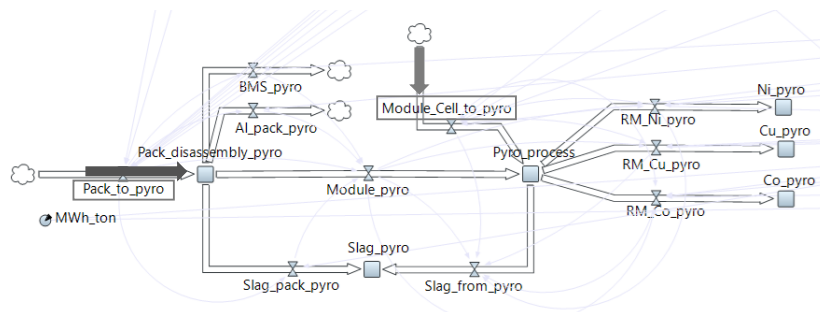 BMS_pyro
Al_pack_pyro
Pack_disassembly_pyro
Pack_to_pyro
MWh_ton
Module_pyro
Module_Cell_to_pyro
Pyro_process
RM_Ni_pyro
Ni_pyro
RM_Cu_pyro
Cu_pyro
RM_Co_pyro
Co_pyro
Slag_pyro
Slag_pack_pyro
Slag_from_pyro